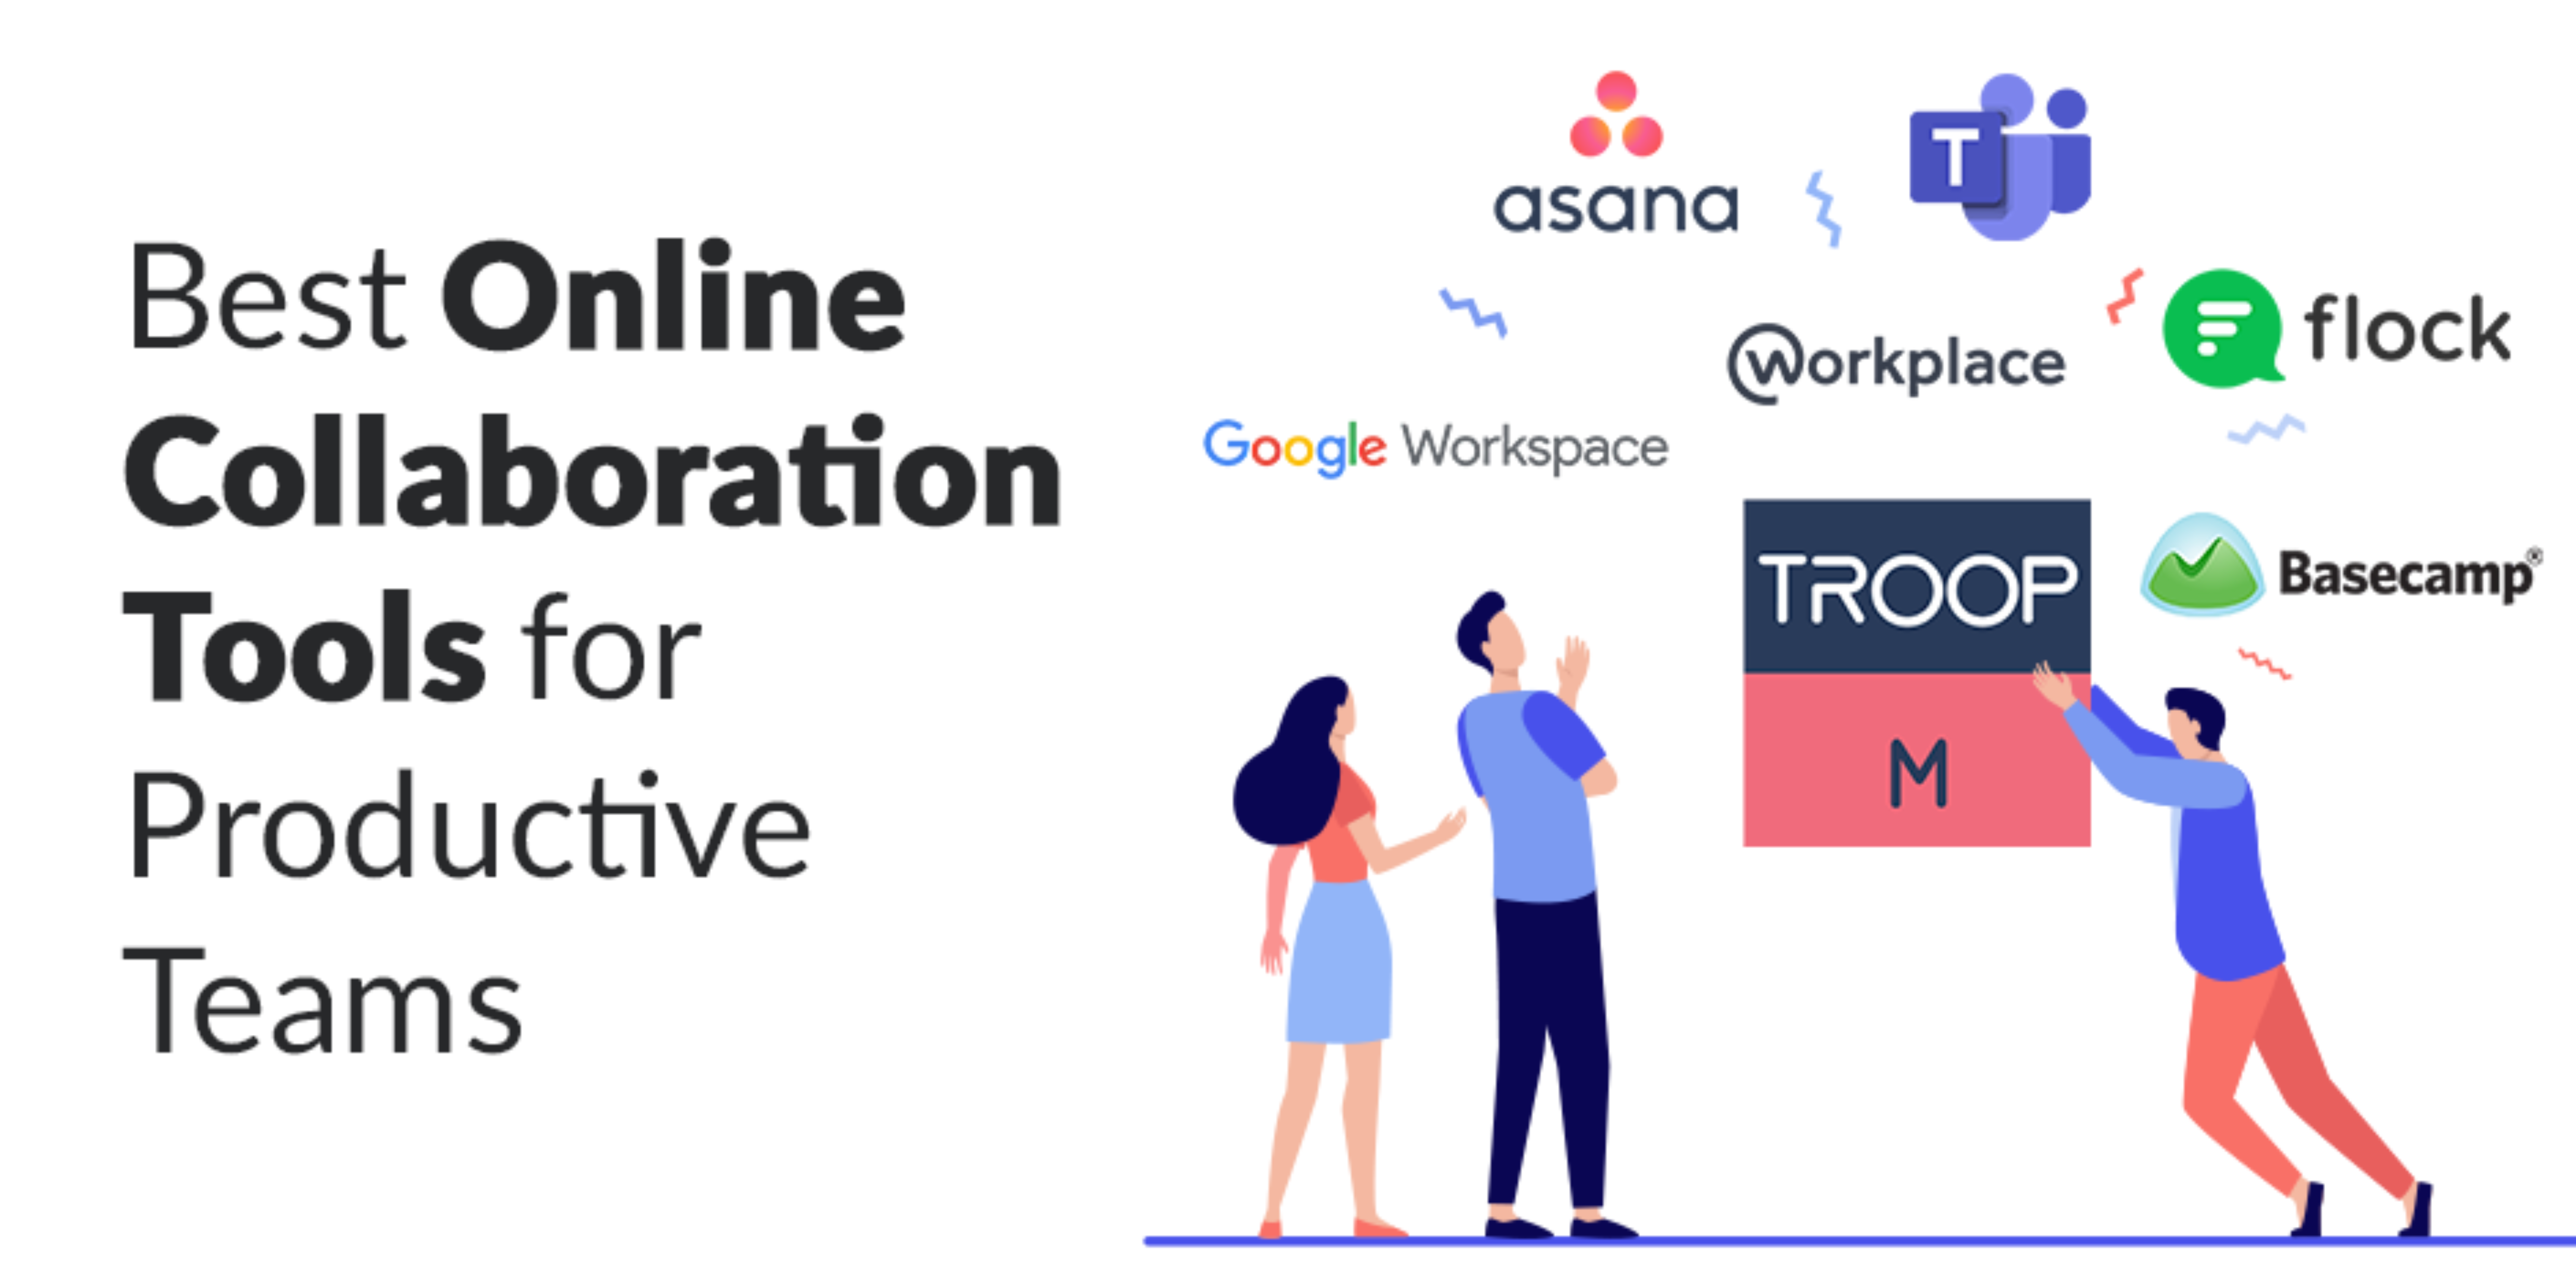 Best Online
Collaboration
Tools for
Productive
Teams
asana
T
flock
Workplace
Google Workspace
TROOP
M
Basecamp®